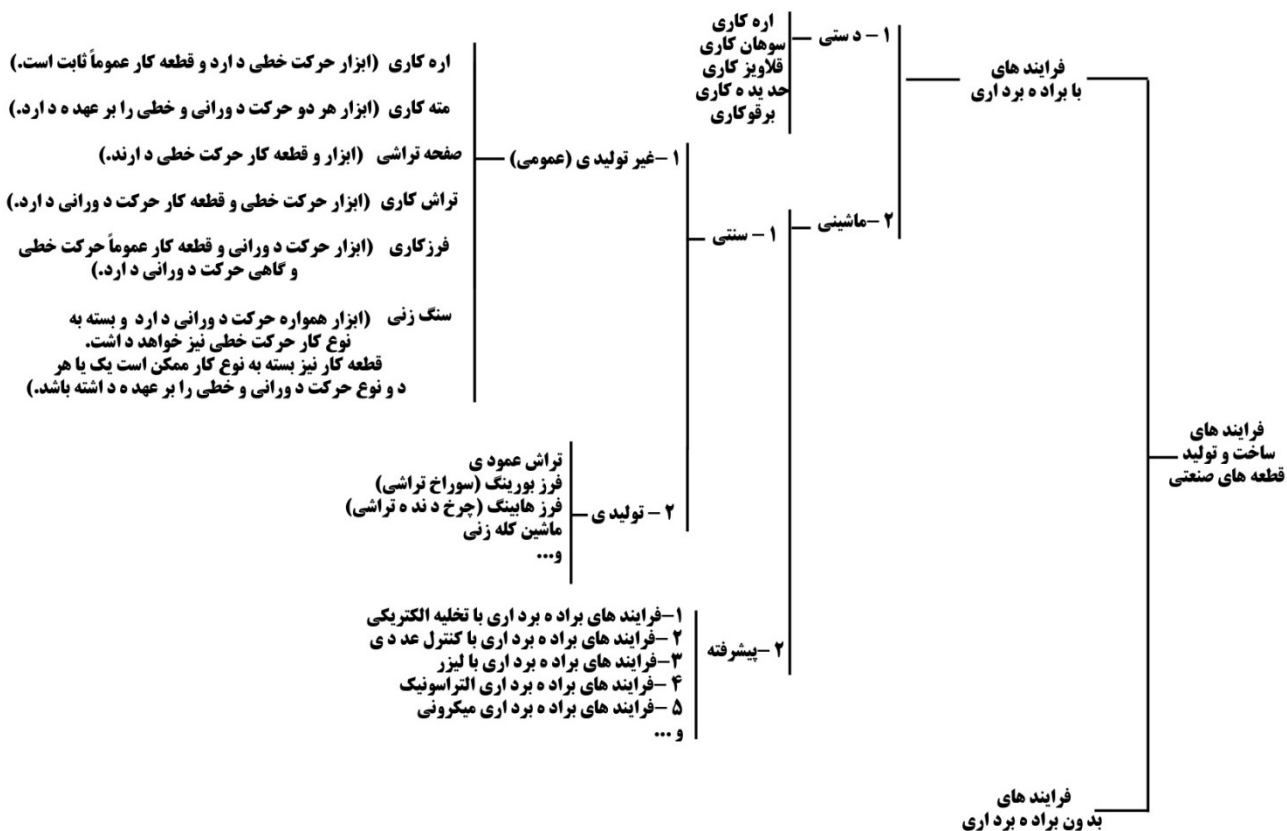 فرایند های
ساخت و تولید
قطعه های صنعتی
فرایند های
با براده برداری
۱ - دستی
اره کاری
سوهان کاری
قلاویز کاری
حدیده کاری
برقوکاری
۲ -ماشینی
۱ - سنتی
۱ -غیر تولیدی (عمومی)
اره کاری (ابزار حرکت خطی دارد و قطعه کار عموماً ثابت است.)
مته کاری (ابزار هر دو حرکت دورانی و خطی را بر عهده دارد.)
صفحه تراشی (ابزار و قطعه کار حرکت خطی دارند.)
تراش کاری (ابزار حرکت خطی و قطعه کار حرکت دورانی دارد.)
فرزکاری (ابزار حرکت دورانی و قطعه کار عموماً حرکت خطی
و گاهی حرکت دورانی دارد.)
سنگ زنی (ابزار همواره حرکت دورانی دارد و بسته به
نوع کار حرکت خطی نیز خواهد داشت.
قطعه کار نیز بسته به نوع کار ممکن است یک یا هر
دو نوع حرکت دورانی و خطی را بر عهده داشته باشد.)
۲ - تولیدی
تراش عمودی
فرز بورینگ (سوراخ تراشی)
فرز هابینگ (چرخ دنده تراشی)
ماشین کله زنی
و...
۲ -پیشرفته
۱ -فرایند های براده برداری با تخلیه الکتریکی
۲ -فرایند های براده برداری با کنترل عددی
۳ -فرایند های براده برداری با لیزر
۴ -فرایند های براده برداری التراسونیک
۵ -فرایند های براده برداری میکرونی
و ...
فرایند های
بدون براده برداری